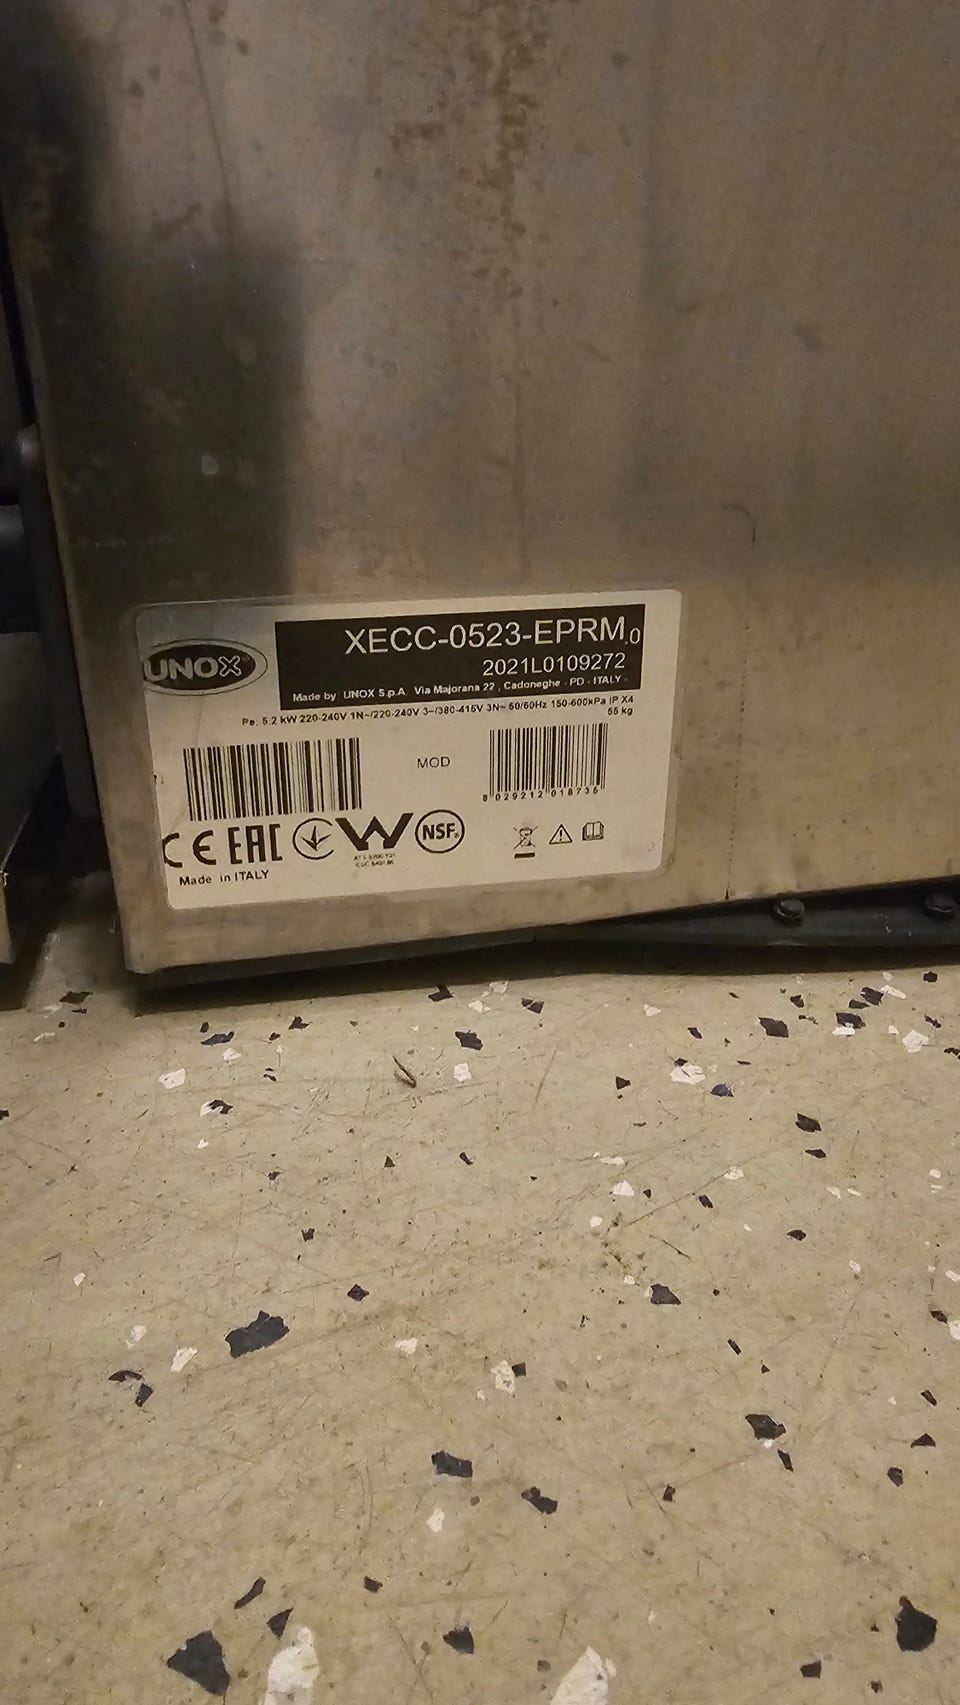 UNOX
XECC-0523-EPRM.0
2021L0109272
Made by: UNOX S.p.A. Via Majorana 22 , Cadoneghe - PD - ITALY -
Pe. 5.2 kW 220-240V 1N~/220-240V 3~/380-415V 3N~ 50/60Hz 150-600kPa IP X4
55 kg
MOD
8 029212 018735
CE EAC W NSF®
Made in ITALY